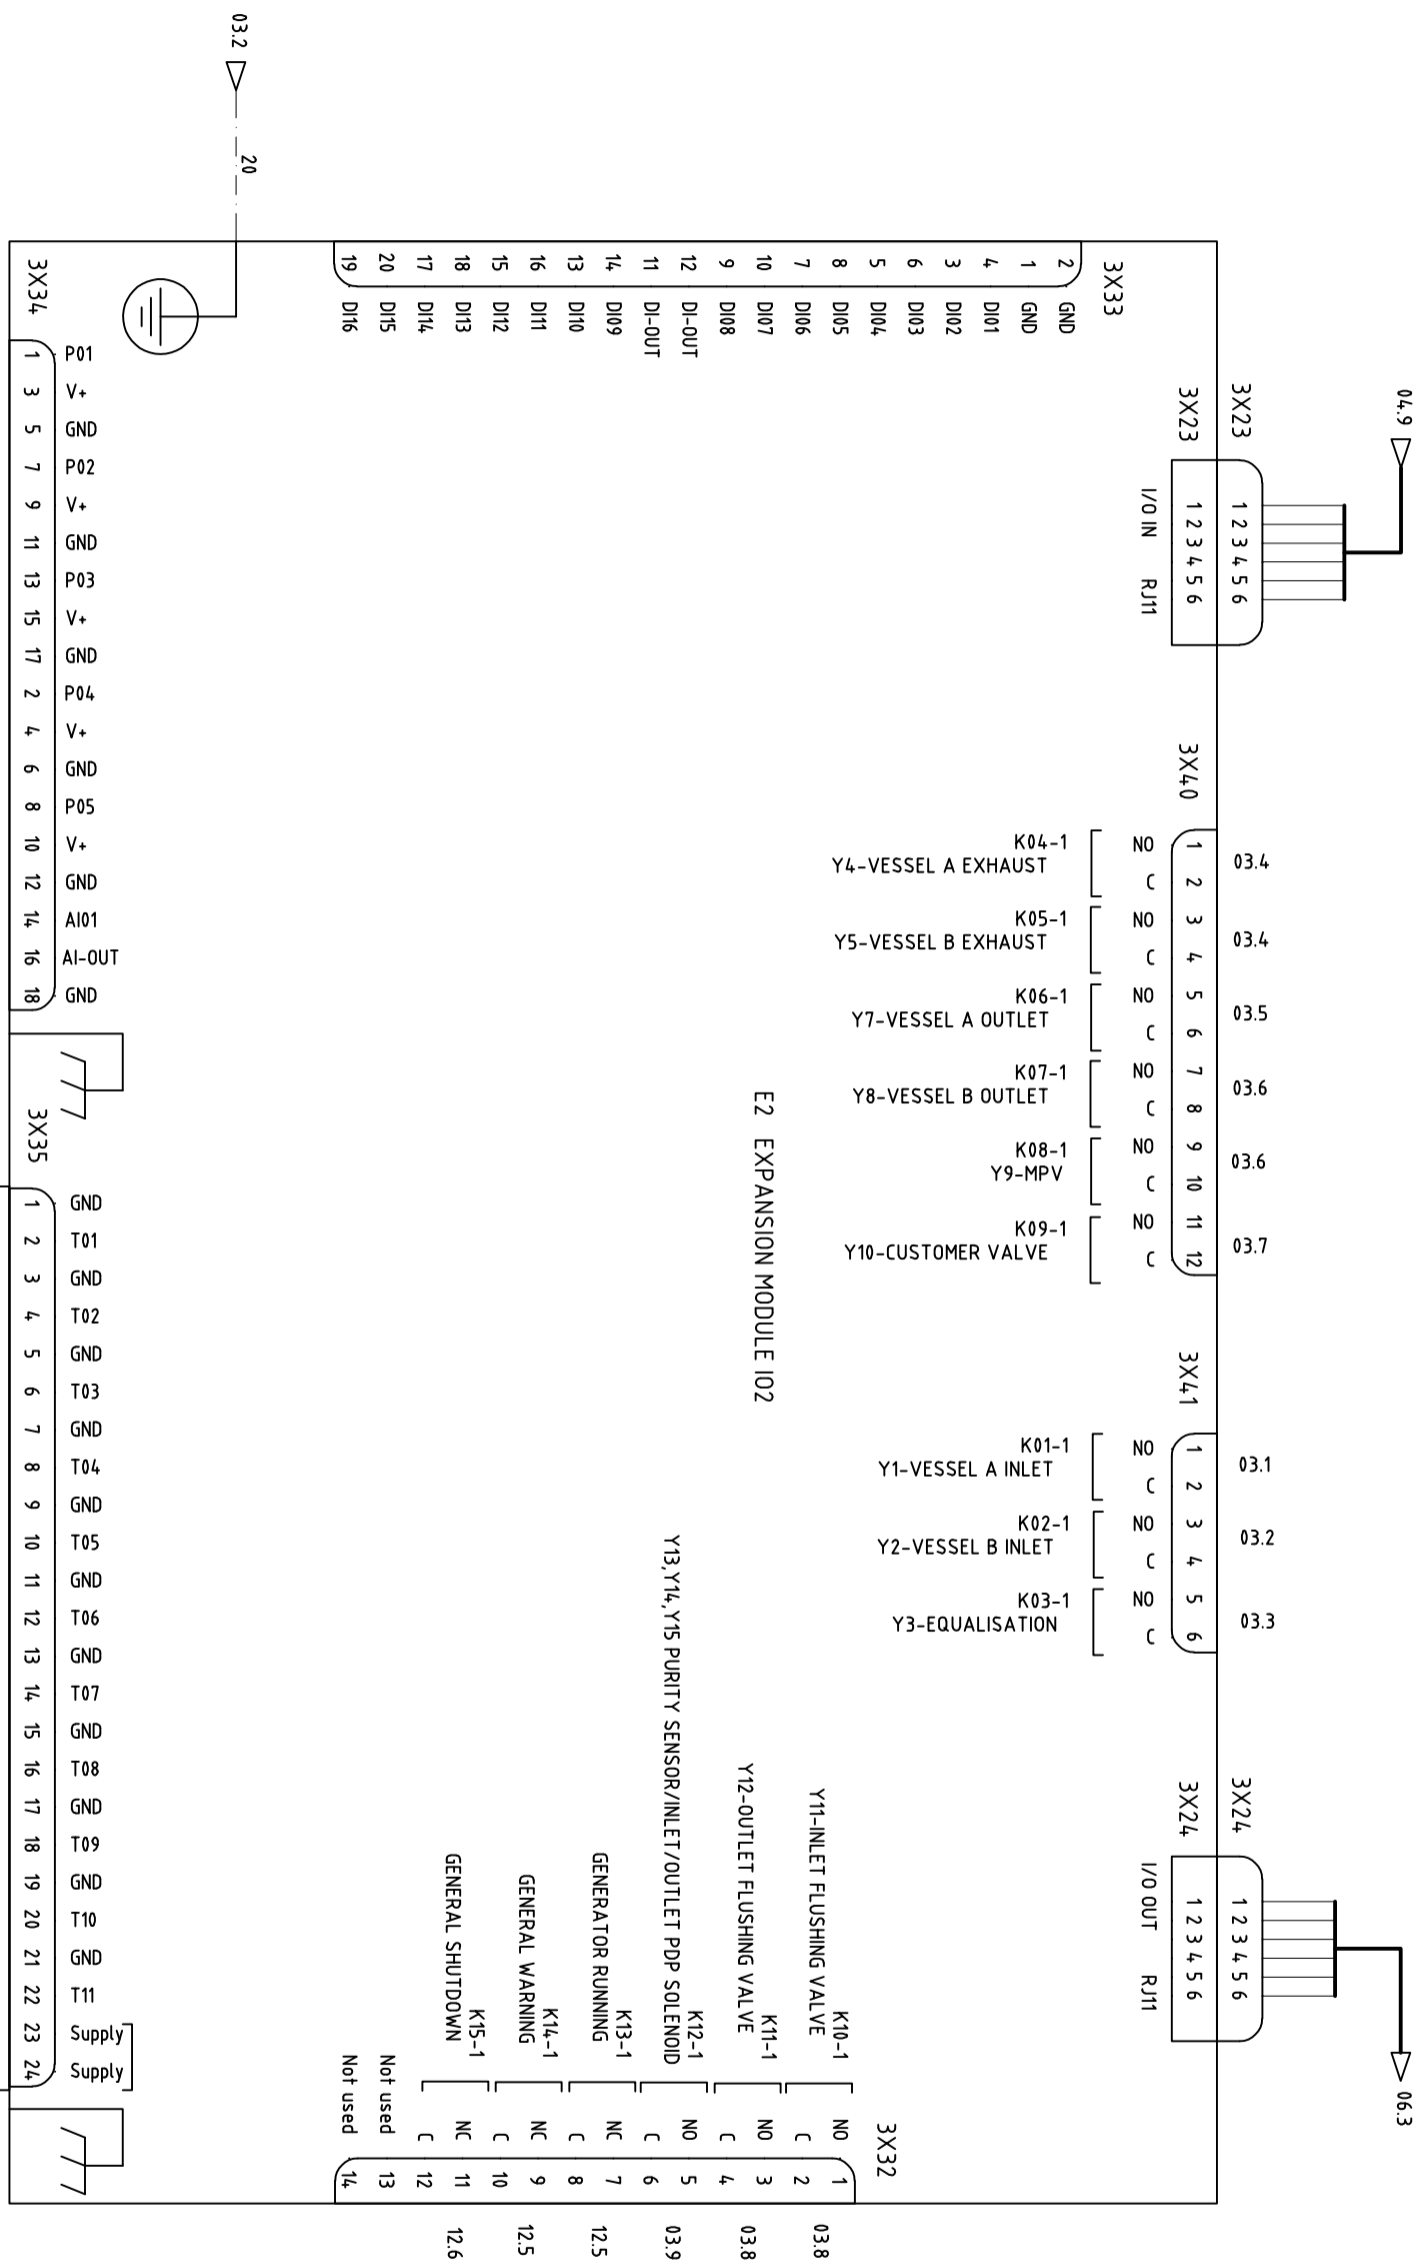 03.2
20
04.9
06.3
3X23
3X23
1 2 3 4 5 6
1 2 3 4 5 6
I/O IN RJ11
3X40
1 2 3 4 5 6 7 8 9 10 11 12
NO C NO C NO C NO C NO C NO C
03.4
03.4
03.5
03.6
03.6
03.7
K04-1
Y4-VESSEL A EXHAUST
K05-1
Y5-VESSEL B EXHAUST
K06-1
Y7-VESSEL A OUTLET
K07-1
Y8-VESSEL B OUTLET
K08-1
Y9-MPV
K09-1
Y10-CUSTOMER VALVE
3X41
1 2 3 4 5 6
NO C NO C NO C
03.1
03.2
03.3
K01-1
Y1-VESSEL A INLET
K02-1
Y2-VESSEL B INLET
K03-1
Y3-EQUALISATION
3X24
3X24
1 2 3 4 5 6
1 2 3 4 5 6
I/O OUT RJ11
3X33
2 GND
1 GND
4 DI01
3 DI02
6 DI03
5 DI04
8 DI05
7 DI06
10 DI07
9 DI08
12 DI-OUT
11 DI-OUT
14 DI09
13 DI10
16 DI11
15 DI12
18 DI13
17 DI14
20 DI15
19 DI16
E2 EXPANSION MODULE IO2
3X32
K10-1 NO 1
Y11-INLET FLUSHING VALVE C 2 03.8
K11-1 NO 3
Y12-OUTLET FLUSHING VALVE C 4 03.8
K12-1 NO 5
Y13,Y14,Y15 PURITY SENSOR/INLET/OUTLET PDP SOLENOID C 6 03.9
K13-1 NC 7
GENERATOR RUNNING C 8 12.5
K14-1 NC 9
GENERAL WARNING C 10 12.5
K15-1 NC 11
GENERAL SHUTDOWN C 12 12.6
Not used 13
Not used 14
3X34
1 P01
3 V+
5 GND
7 P02
9 V+
11 GND
13 P03
15 V+
17 GND
2 P04
4 V+
6 GND
8 P05
10 V+
12 GND
14 AI01
16 AI-OUT
18 GND
3X35
1 GND
2 T01
3 GND
4 T02
5 GND
6 T03
7 GND
8 T04
9 GND
10 T05
11 GND
12 T06
13 GND
14 T07
15 GND
16 T08
17 GND
18 T09
19 GND
20 T10
21 GND
22 T11
23 Supply
24 Supply